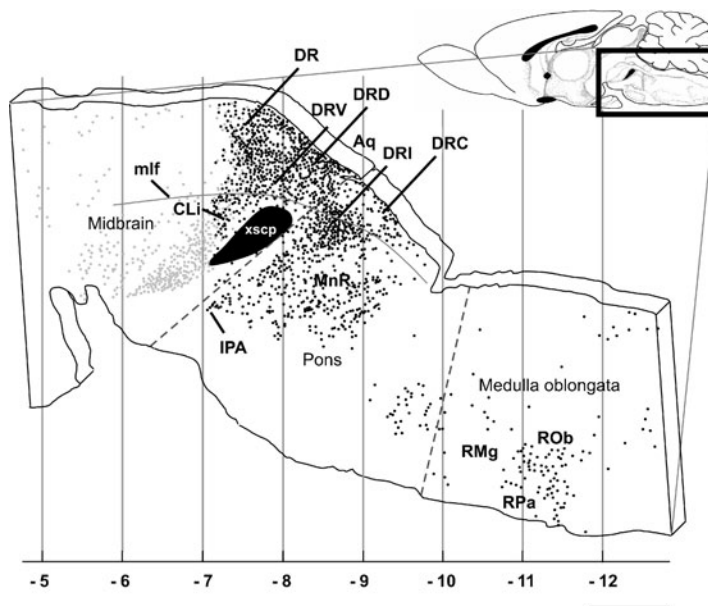 DR
DRV
DRD
Aq
DRI
DRC
mlf
CLi
Midbrain
xscp
MnR
IPA
Pons
Medulla oblongata
RMg
ROb
RPa
- 5 - 6 - 7 - 8 - 9 - 10 - 11 - 12